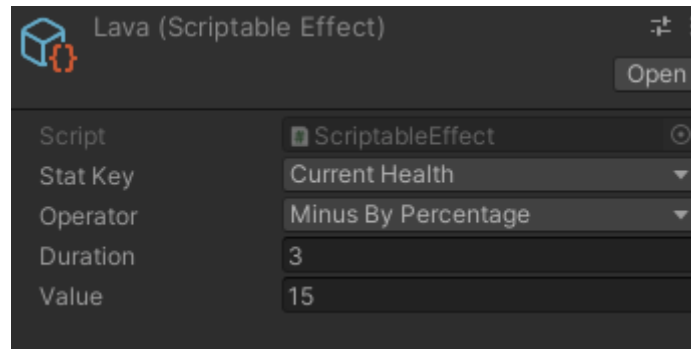 Lava (Scriptable Effect)
Open
Script ScriptableEffect
Stat Key Current Health
Operator Minus By Percentage
Duration 3
Value 15